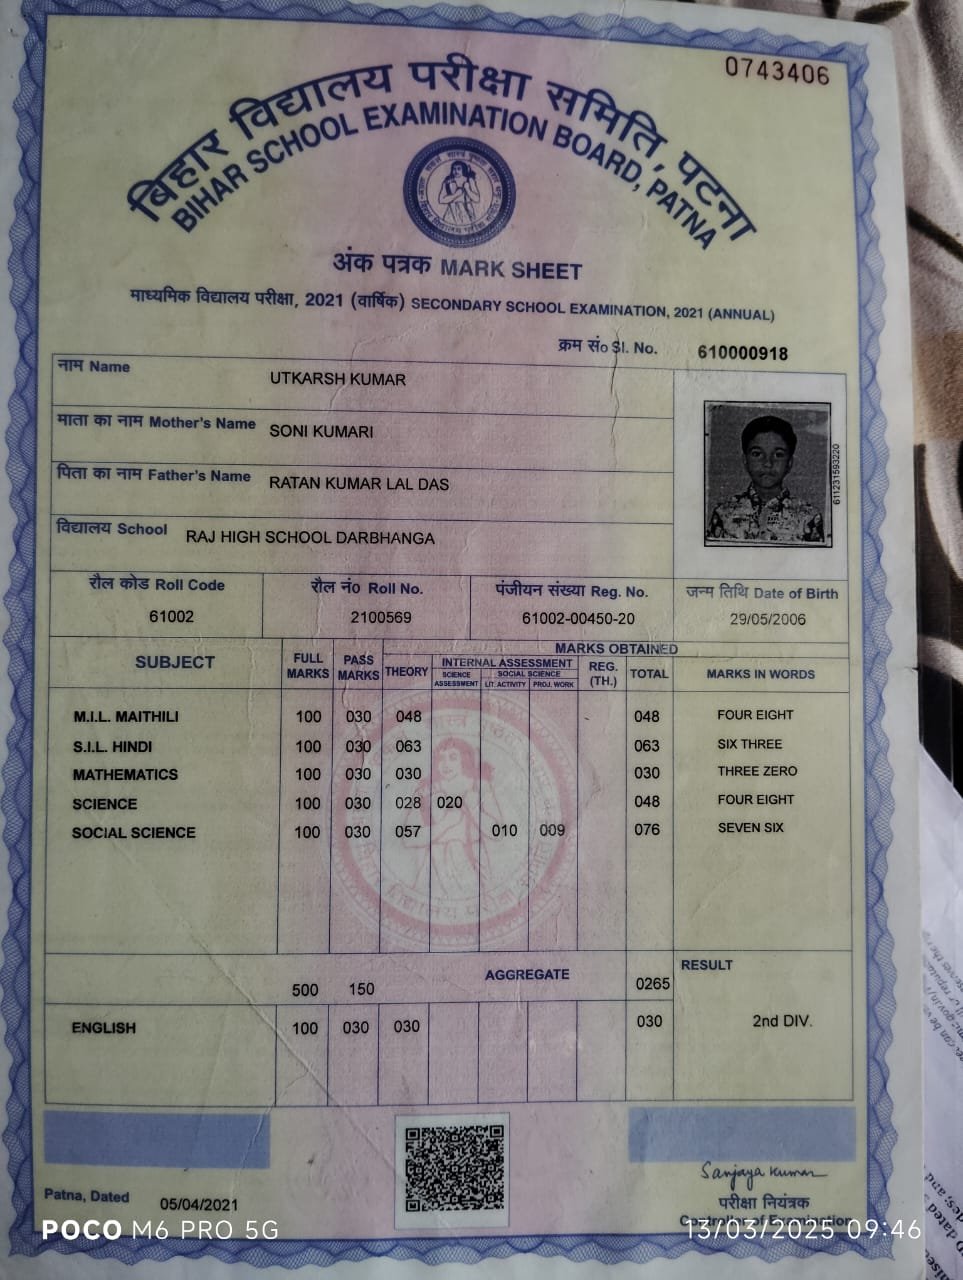 0743406
बिहार विद्यालय परीक्षा समिति, पटना
BIHAR SCHOOL EXAMINATION BOARD, PATNA
अंक पत्रक MARK SHEET
माध्यमिक विद्यालय परीक्षा, 2021 (वार्षिक) SECONDARY SCHOOL EXAMINATION, 2021 (ANNUAL)
क्रम सं० Sl. No. 610000918
नाम Name UTKARSH KUMAR
माता का नाम Mother's Name SONI KUMARI
पिता का नाम Father's Name RATAN KUMAR LAL DAS
विद्यालय School RAJ HIGH SCHOOL DARBHANGA
611231593220
रौल कोड Roll Code रौल नं० Roll No. पंजीयन संख्या Reg. No. जन्म तिथि Date of Birth
61002 2100569 61002-00450-20 29/05/2006
MARKS OBTAINED
SUBJECT FULL MARKS PASS MARKS THEORY INTERNAL ASSESSMENT SCIENCE ASSESSMENT SOCIAL SCIENCE LIT. ACTIVITY PROJ. WORK REG. (TH.) TOTAL MARKS IN WORDS
M.I.L. MAITHILI 100 030 048 048 FOUR EIGHT
S.I.L. HINDI 100 030 063 063 SIX THREE
MATHEMATICS 100 030 030 030 THREE ZERO
SCIENCE 100 030 028 020 048 FOUR EIGHT
SOCIAL SCIENCE 100 030 057 010 009 076 SEVEN SIX
500 150 AGGREGATE 0265 RESULT
ENGLISH 100 030 030 030 2nd DIV.
Sanjaya Kumar
Patna, Dated 05/04/2021
परीक्षा नियंत्रक
Controller of Examination
POCO M6 PRO 5G
13/03/2025 09:46